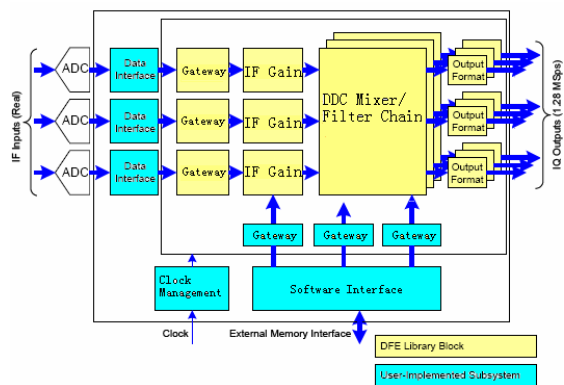 IF Inputs (Real)
ADC
Data
Interface
Gateway
IF Gain
ADC
Data
Interface
Gateway
IF Gain
ADC
Data
Interface
Gateway
IF Gain
DDC Mixer/
Filter Chain
Output
Format
Output
Format
Output
Format
IQ Outputs (1.28 MSps)
Gateway
Gateway
Gateway
Clock
Management
Software Interface
Clock
External Memory Interface
DFE Library Block
User-Implemented Subsystem